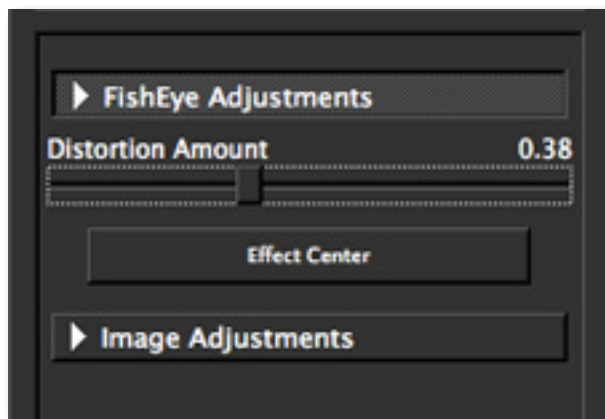 FishEye Adjustments
Distortion Amount 0.38
Effect Center
Image Adjustments